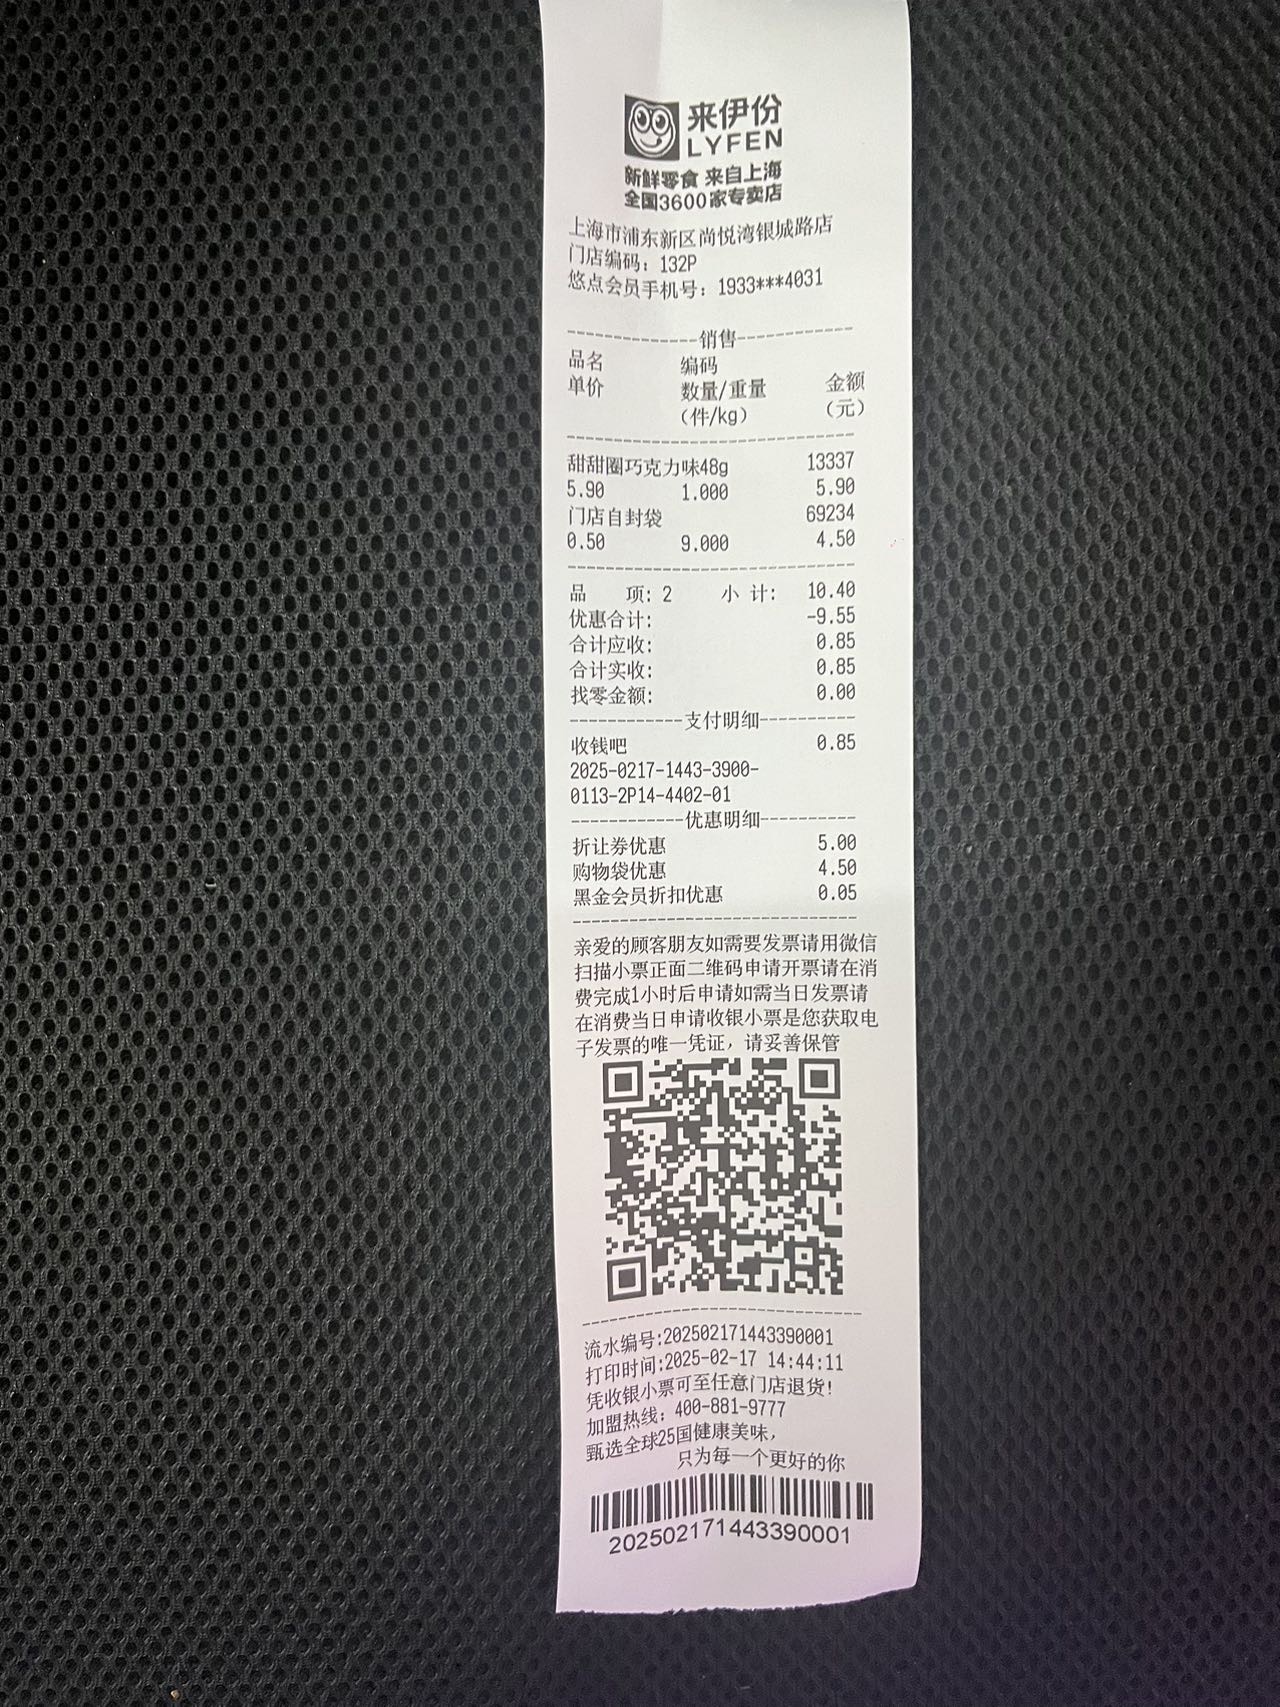 来伊份
LYFEN
新鲜零食 来自上海
全国3600家专卖店
上海市浦东新区尚悦湾银城路店
门店编码：132P
悠点会员手机号：1933***4031
--------------销售--------------
品名 编码
单价 数量/重量 金额
（件/kg） （元）
甜甜圈巧克力味48g 13337
5.90 1.000 5.90
门店自封袋 69234
0.50 9.000 4.50
品 项: 2 小 计: 10.40
优惠合计: -9.55
合计应收: 0.85
合计实收: 0.85
找零金额: 0.00
------------支付明细----------
收钱吧 0.85
2025-0217-1443-3900-
0113-2P14-4402-01
------------优惠明细----------
折让券优惠 5.00
购物袋优惠 4.50
黑金会员折扣优惠 0.05
亲爱的顾客朋友如需要发票请用微信
扫描小票正面二维码申请开票请在消
费完成1小时后申请如需当日发票请
在消费当日申请收银小票是您获取电
子发票的唯一凭证，请妥善保管
流水编号:202502171443390001
打印时间:2025-02-17 14:44:11
凭收银小票可至任意门店退货!
加盟热线：400-881-9777
甄选全球25国健康美味，
只为每一个更好的你
202502171443390001